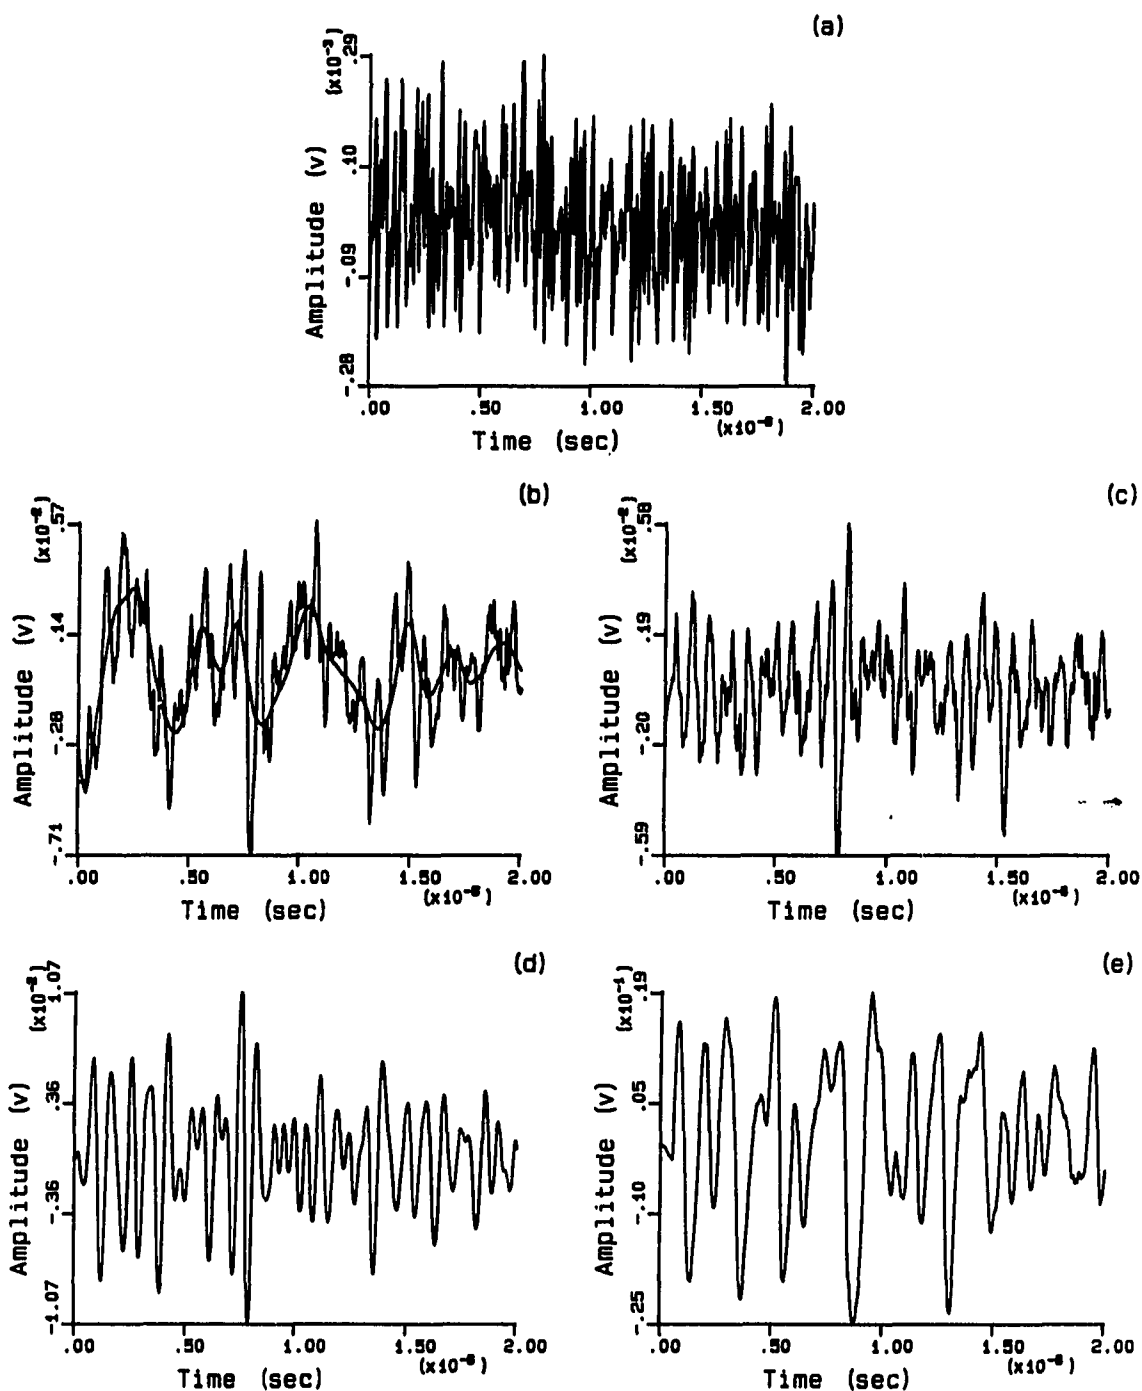 (a)
(x10⁻³)
.29
.10
-.09
-.28
Amplitude (v)
.00 .50 1.00 1.50 2.00
Time (sec)
(b)
(x10⁻²)
.57
.14
-.28
-.71
Amplitude (v)
.00 .50 1.00 1.50 2.00
Time (sec)
(c)
(x10⁻²)
.58
.19
-.20
-.59
Amplitude (v)
.00 .50 1.00 1.50 2.00
Time (sec)
(d)
(x10⁻²)
1.07
.36
-.36
-1.07
Amplitude (v)
.00 .50 1.00 1.50 2.00
Time (sec)
(e)
(x10⁻¹)
.19
.05
-.10
-.25
Amplitude (v)
.00 .50 1.00 1.50 2.00
Time (sec)